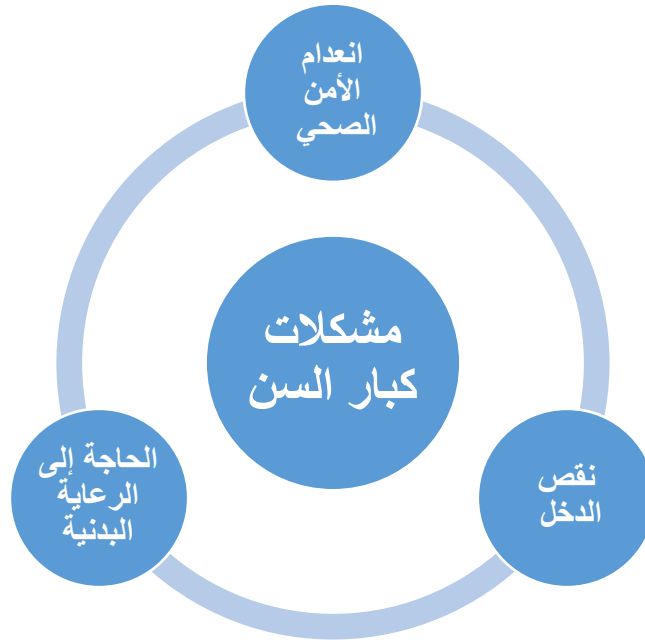 انعدام
الأمن
الصحي
مشكلات
كبار السن
نقص
الدخل
الحاجة إلى
الرعاية
البدنية